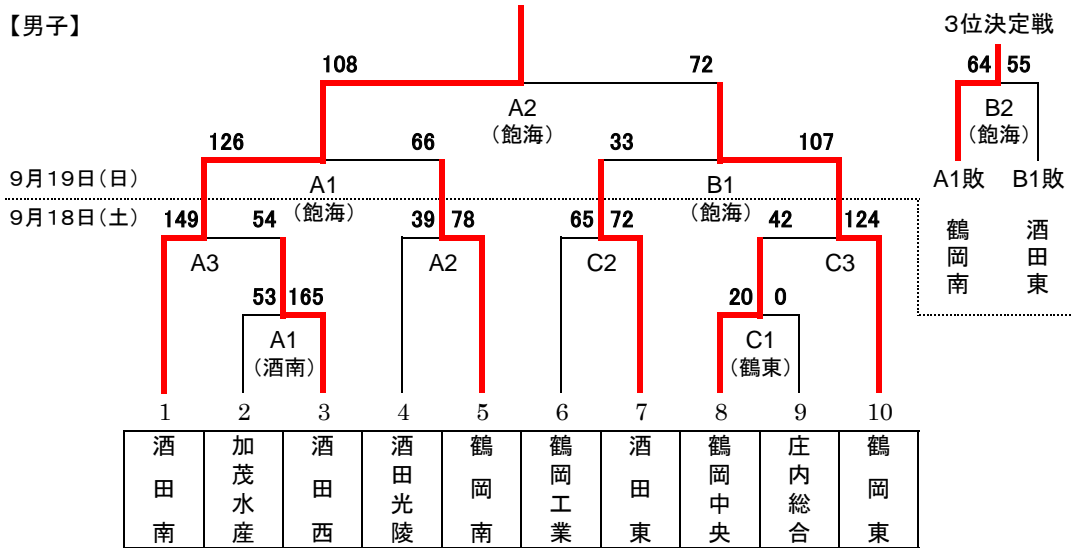 【男子】
3位決定戦
108 72
64 55
A2
(飽海)
B2
(飽海)
126 66 33 107
9月19日(日)
A1
(飽海)
B1
(飽海)
A1敗 B1敗
9月18日(土)
149 54 39 78 65 72 42 124
鶴岡南 酒田東
A3 A2 C2 C3
53 165 20 0
A1
(酒南)
C1
(鶴東)
1 2 3 4 5 6 7 8 9 10
酒田南 加茂水産 酒田西 酒田光陵 鶴岡南 鶴岡工業 酒田東 鶴岡中央 庄内総合 鶴岡東